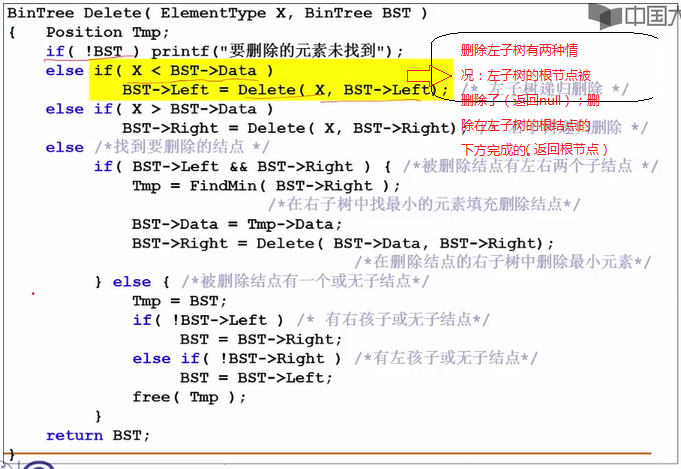 中国大
BinTree Delete( ElementType X, BinTree BST )
{ Position Tmp;
if( !BST ) printf("要删除的元素未找到");
else if( X < BST->Data )
BST->Left = Delete( X, BST->Left); /* 左子树递归删除 */
else if( X > BST->Data )
BST->Right = Delete( X, BST->Right); 删除 */
else /*找到要删除的结点 */
if( BST->Left && BST->Right ) { /*被删除结点有左右两个子结点 */
Tmp = FindMin( BST->Right );
/*在右子树中找最小的元素填充删除结点*/
BST->Data = Tmp->Data;
BST->Right = Delete( BST->Data, BST->Right);
/*在删除结点的右子树中删除最小元素*/
} else { /*被删除结点有一个或无子结点*/
Tmp = BST;
if( !BST->Left ) /* 有右孩子或无子结点*/
BST = BST->Right;
else if( !BST->Right ) /*有左孩子或无子结点*/
BST = BST->Left;
free( Tmp );
}
return BST;
}
删除左子树有两种情
况：左子树的根节点被
删除了（返回null）；删
除在左子树的根结点的
下方完成的（返回根节点）